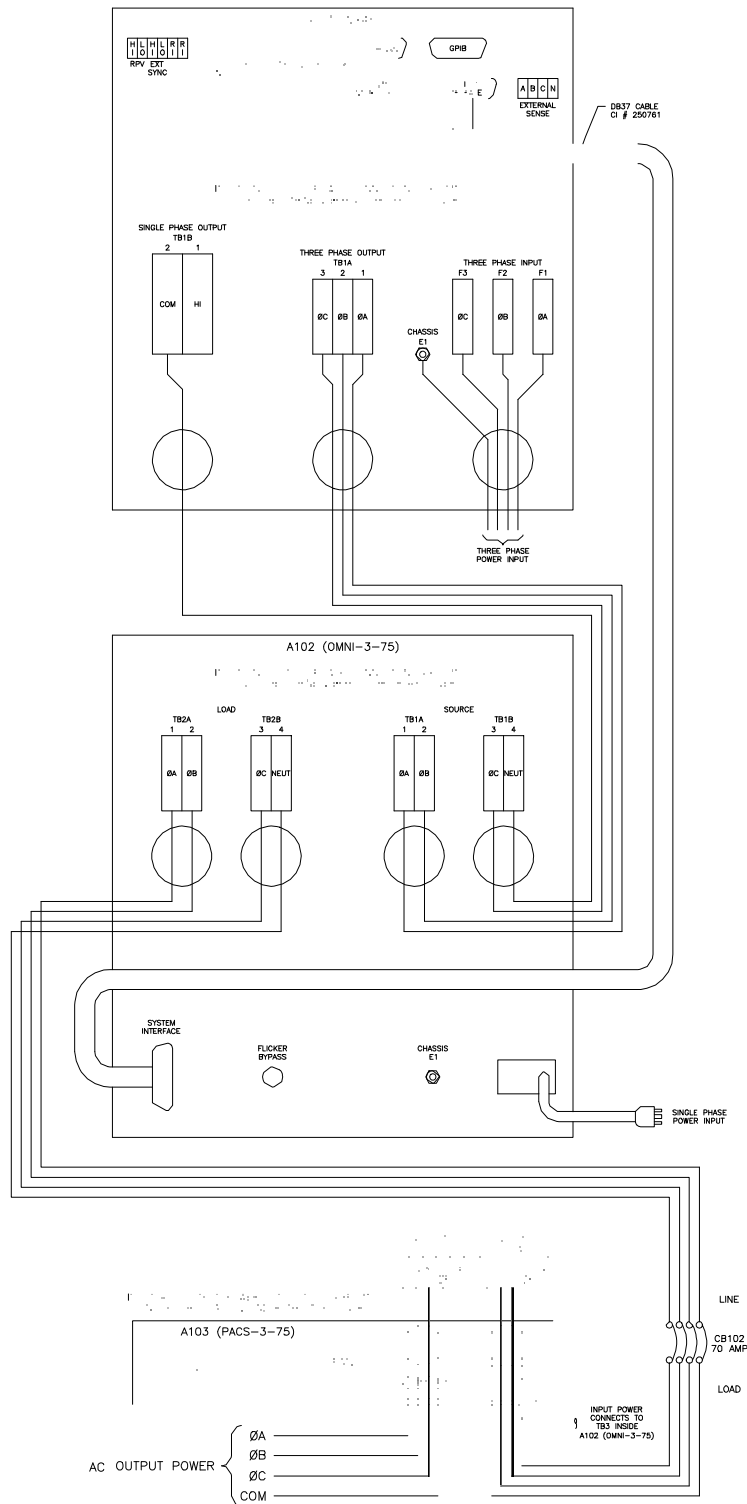 H L H L R R
I O I O I I
RPV EXT
SYNC
GPIB
E
A B C N
EXTERNAL
SENSE
DB37 CABLE
CI # 250761
SINGLE PHASE OUTPUT
TB1B
2 1
COM HI
THREE PHASE OUTPUT
TB1A
3 2 1
ØC ØB ØA
THREE PHASE INPUT
F3 F2 F1
ØC ØB ØA
CHASSIS
E1
THREE PHASE
POWER INPUT
A102 (OMNI-3-75)
LOAD SOURCE
TB2A TB2B TB1A TB1B
1 2 3 4 1 2 3 4
ØA ØB ØC NEUT ØA ØB ØC NEUT
SYSTEM
INTERFACE
FLICKER
BYPASS
CHASSIS
E1
SINGLE PHASE
POWER INPUT
LINE
CB102
70 AMP
LOAD
A103 (PACS-3-75)
INPUT POWER
CONNECTS TO
TB3 INSIDE
A102 (OMNI-3-75)
AC OUTPUT POWER
ØA
ØB
ØC
COM